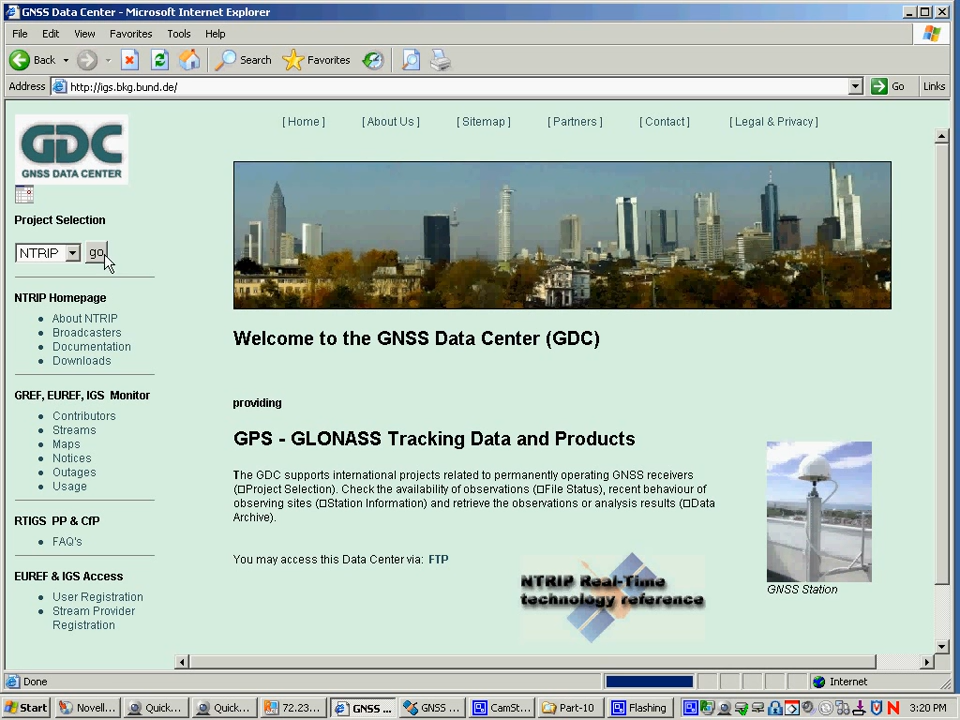 GNSS Data Center - Microsoft Internet Explorer
File Edit View Favorites Tools Help
Back Search Favorites
Address http://igs.bkg.bund.de/ Go Links
GDC
GNSS DATA CENTER
[ Home ] [ About Us ] [ Sitemap ] [ Partners ] [ Contact ] [ Legal & Privacy ]
Project Selection
NTRIP go
NTRIP Homepage
About NTRIP
Broadcasters
Documentation
Downloads
GREF, EUREF, IGS Monitor
Contributors
Streams
Maps
Notices
Outages
Usage
RTIGS PP & CfP
FAQ's
EUREF & IGS Access
User Registration
Stream Provider
Registration
Welcome to the GNSS Data Center (GDC)
providing
GPS - GLONASS Tracking Data and Products
The GDC supports international projects related to permanently operating GNSS receivers
(□Project Selection). Check the availability of observations (□File Status), recent behaviour of
observing sites (□Station Information) and retrieve the observations or analysis results (□Data
Archive).
You may access this Data Center via: FTP
NTRIP Real-Time
technology reference
GNSS Station
Done Internet
Start Novell... Quick... Quick... 72.23... GNSS ... GNSS ... CamSt... Part-10 Flashing 3:20 PM